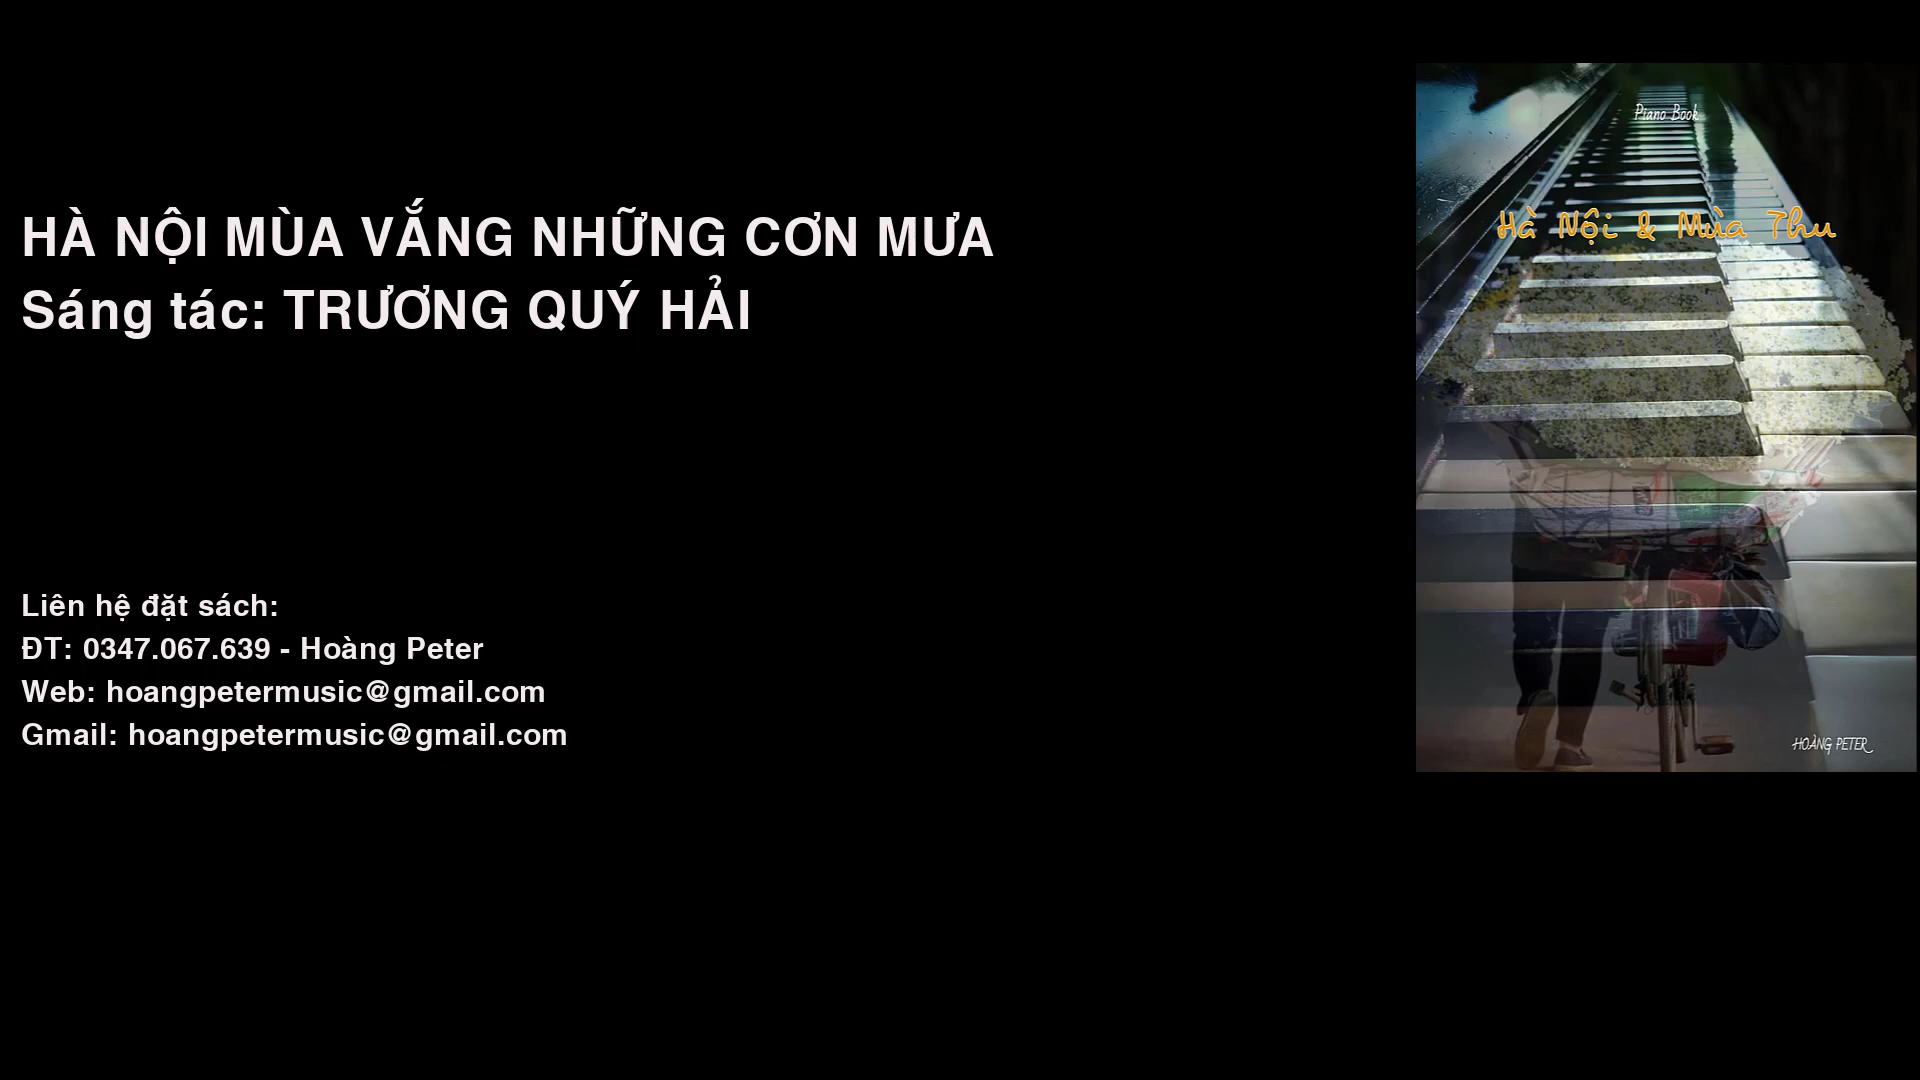 HÀ NỘI MÙA VẮNG NHỮNG CƠN MƯA
Sáng tác: TRƯƠNG QUÝ HẢI
Liên hệ đặt sách:
ĐT: 0347.067.639 - Hoàng Peter
Web: hoangpetermusic@gmail.com
Gmail: hoangpetermusic@gmail.com
Piano Book
Hà Nội & Mùa Thu
HOÀNG PETER